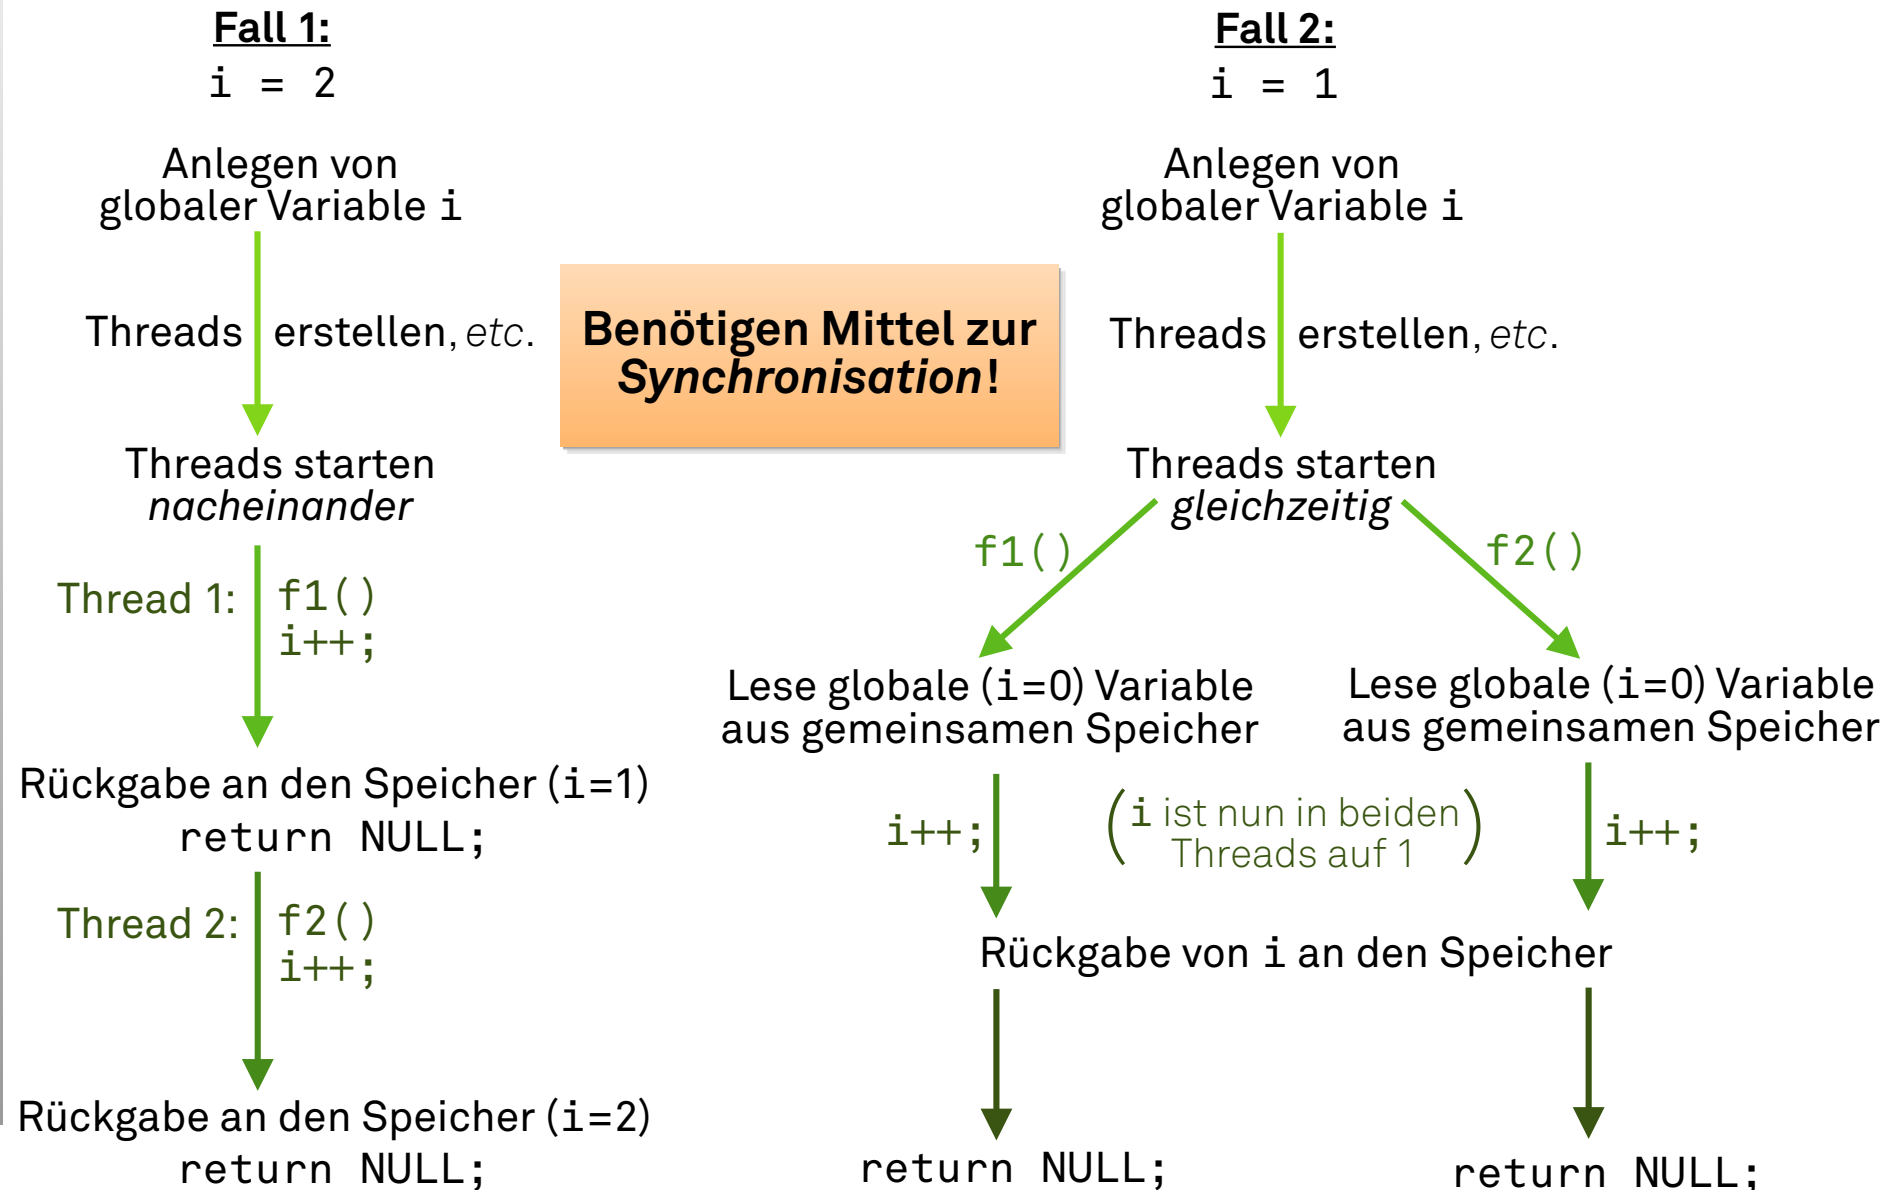 Fall 1:
i = 2
Anlegen von
globaler Variable i
Threads erstellen, etc.
Threads starten
nacheinander
Thread 1: f1()
i++;
Rückgabe an den Speicher (i=1)
return NULL;
Thread 2: f2()
i++;
Rückgabe an den Speicher (i=2)
return NULL;
Benötigen Mittel zur
Synchronisation!
Fall 2:
i = 1
Anlegen von
globaler Variable i
Threads erstellen, etc.
Threads starten
gleichzeitig
f1()
f2()
Lese globale (i=0) Variable
aus gemeinsamen Speicher
Lese globale (i=0) Variable
aus gemeinsamen Speicher
i++;
(i ist nun in beiden
Threads auf 1)
i++;
Rückgabe von i an den Speicher
return NULL;
return NULL;